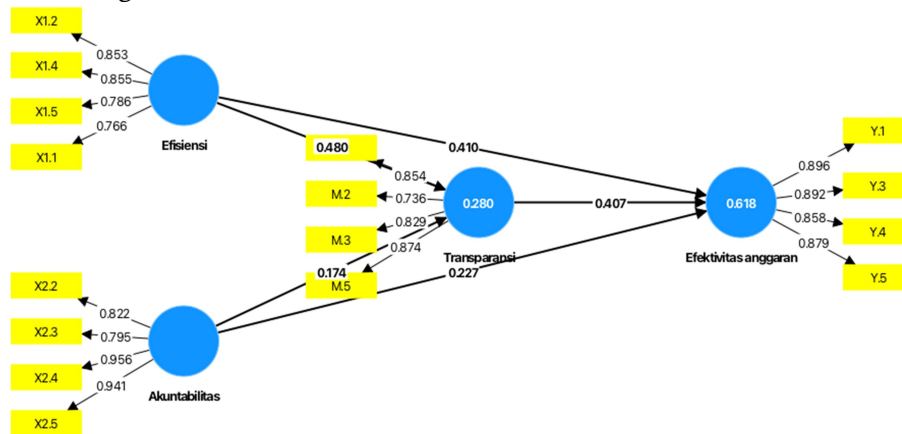 X1.2
X1.4
X1.5
X1.1
0.853
0.855
0.786
0.766
Efisiensi
0.480
M.2
M.3
M.5
0.854
0.736
0.829
0.874
0.280
Transparansi
0.410
0.407
0.174
0.227
X2.2
X2.3
X2.4
X2.5
0.822
0.795
0.956
0.941
Akuntabilitas
0.618
Efektivitas anggaran
0.896
0.892
0.858
0.879
Y.1
Y.3
Y.4
Y.5